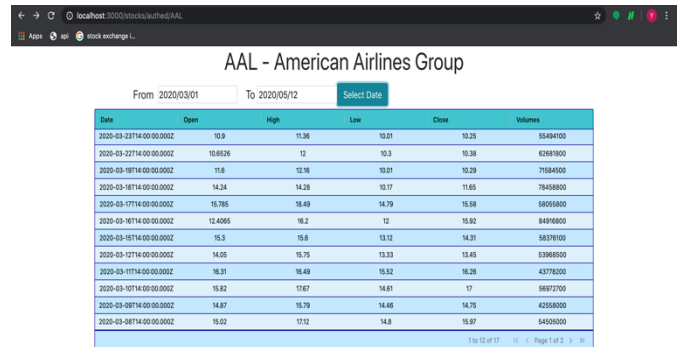 localhost:3000/stocks/authed/AAL
Apps api stock exchange i...
AAL - American Airlines Group
From 2020/03/01 To 2020/05/12 Select Date
Date Open High Low Close Volumes
2020-03-23T14:00:00.000Z 10.9 11.36 10.01 10.25 55494100
2020-03-22T14:00:00.000Z 10.6526 12 10.3 10.38 62681800
2020-03-19T14:00:00.000Z 11.6 12.16 10.01 10.29 71584500
2020-03-18T14:00:00.000Z 14.24 14.28 10.17 11.65 78458800
2020-03-17T14:00:00.000Z 15.785 18.49 14.79 15.58 58055800
2020-03-16T14:00:00.000Z 12.4065 16.2 12 15.92 84916800
2020-03-15T14:00:00.000Z 15.3 15.6 13.12 14.31 58376100
2020-03-12T14:00:00.000Z 14.05 15.75 13.33 13.45 53968500
2020-03-11T14:00:00.000Z 16.31 16.49 15.52 16.26 43778200
2020-03-10T14:00:00.000Z 15.82 17.67 14.61 17 56972700
2020-03-09T14:00:00.000Z 14.87 15.79 14.46 14.75 42558000
2020-03-08T14:00:00.000Z 15.02 17.12 14.8 15.97 54505000
1 to 12 of 17 Page 1 of 2